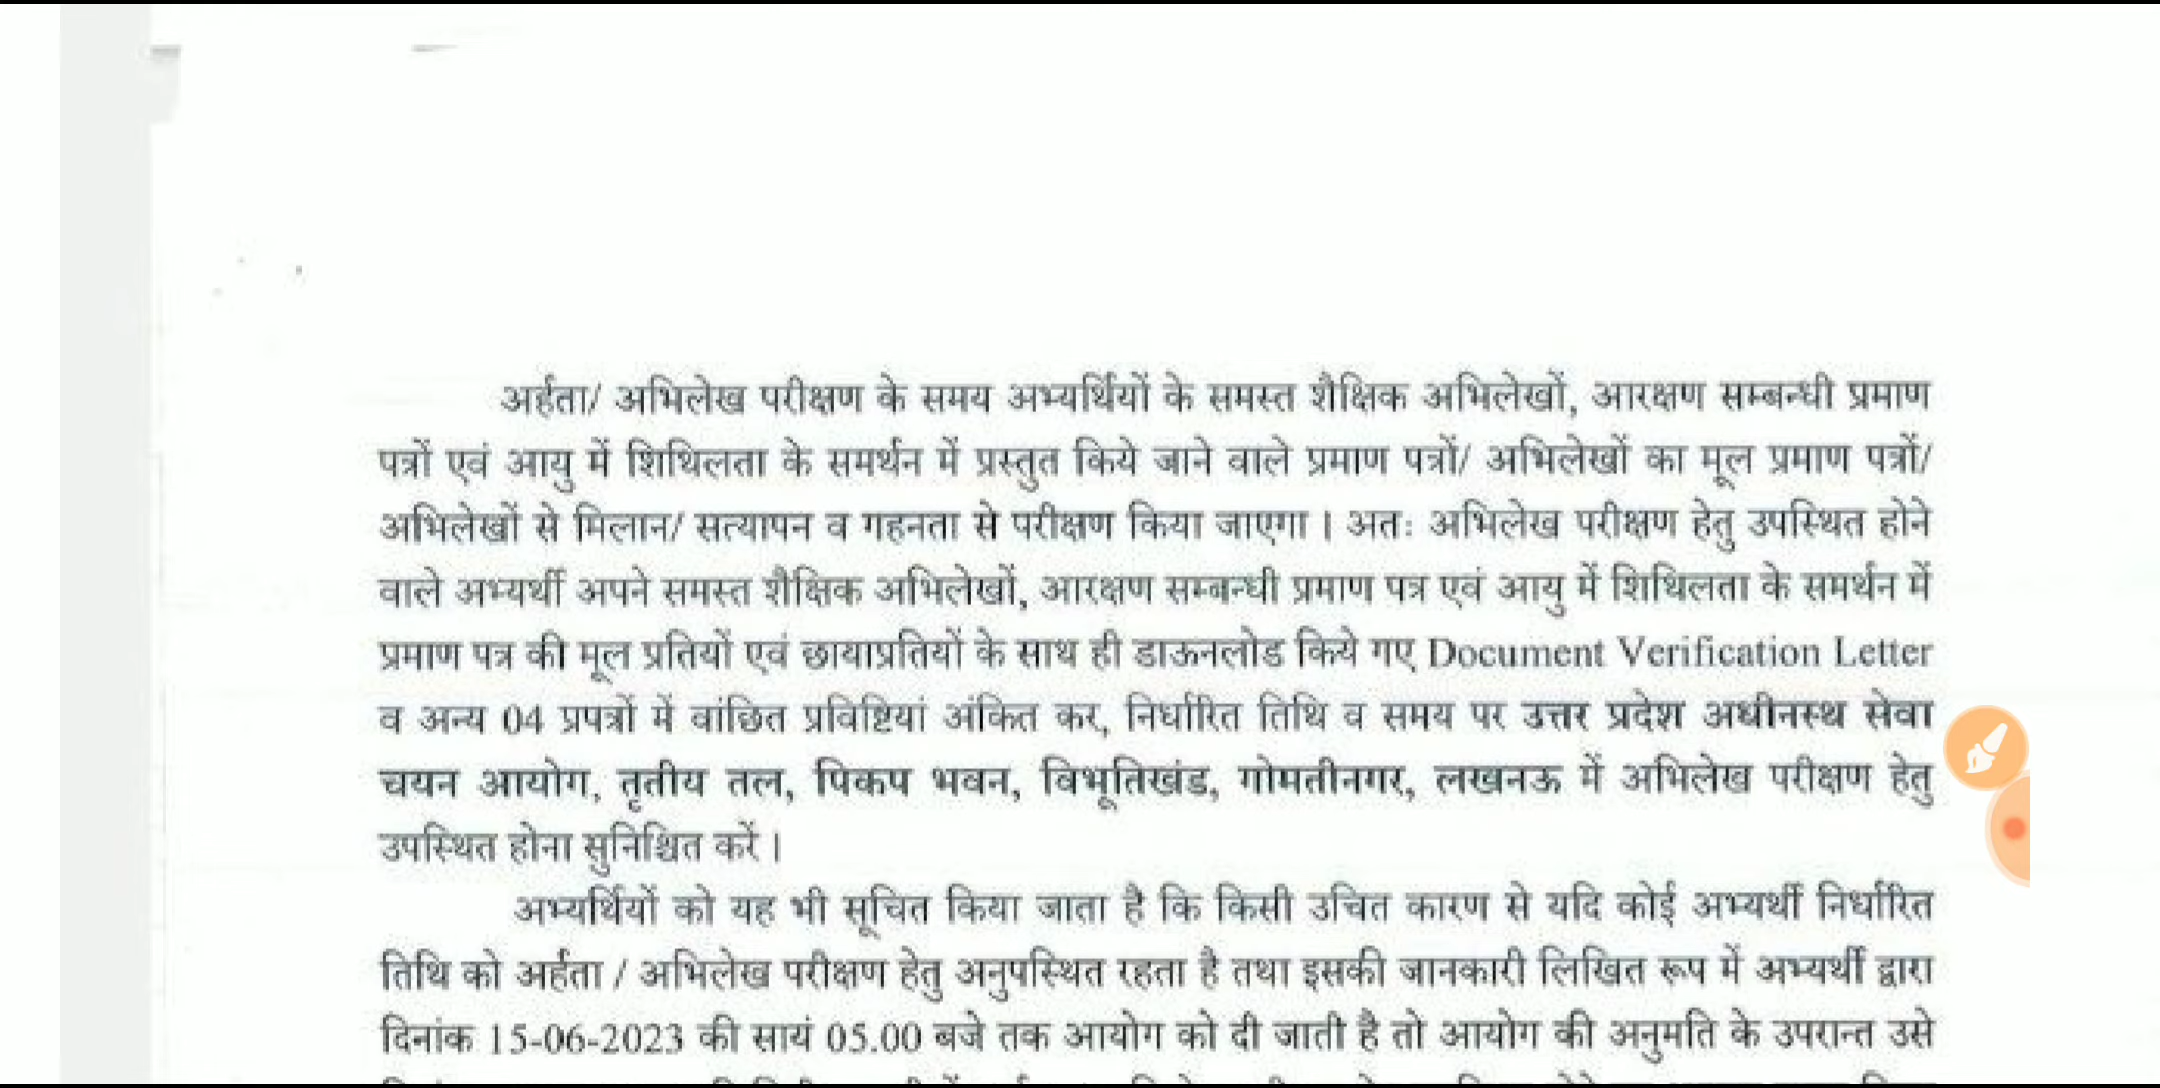 अर्हता/ अभिलेख परीक्षण के समय अभ्यर्थियों के समस्त शैक्षिक अभिलेखों, आरक्षण सम्बन्धी प्रमाण
पत्रों एवं आयु में शिथिलता के समर्थन में प्रस्तुत किये जाने वाले प्रमाण पत्रों/ अभिलेखों का मूल प्रमाण पत्रों/
अभिलेखों से मिलान/ सत्यापन व गहनता से परीक्षण किया जाएगा । अतः अभिलेख परीक्षण हेतु उपस्थित होने
वाले अभ्यर्थी अपने समस्त शैक्षिक अभिलेखों, आरक्षण सम्बन्धी प्रमाण पत्र एवं आयु में शिथिलता के समर्थन में
प्रमाण पत्र की मूल प्रतियों एवं छायाप्रतियों के साथ ही डाऊनलोड किये गए Document Verification Letter
व अन्य 04 प्रपत्रों में वांछित प्रविष्टियां अंकित कर, निर्धारित तिथि व समय पर उत्तर प्रदेश अधीनस्थ सेवा
चयन आयोग, तृतीय तल, पिकप भवन, विभूतिखंड, गोमतीनगर, लखनऊ में अभिलेख परीक्षण हेतु
उपस्थित होना सुनिश्चित करें ।
अभ्यर्थियों को यह भी सूचित किया जाता है कि किसी उचित कारण से यदि कोई अभ्यर्थी निर्धारित
तिथि को अर्हता / अभिलेख परीक्षण हेतु अनुपस्थित रहता है तथा इसकी जानकारी लिखित रूप में अभ्यर्थी द्वारा
दिनांक 15-06-2023 की सायं 05.00 बजे तक आयोग को दी जाती है तो आयोग की अनुमति के उपरान्त उसे